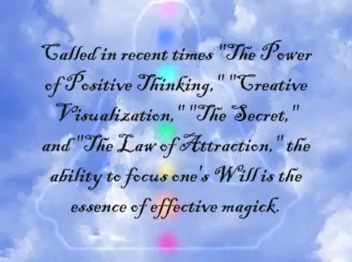 Called in recent times "The Power
of Positive Thinking," "Creative
Visualization," "The Secret,"
and "The Law of Attraction," the
ability to focus one's Will is the
essence of effective magick.